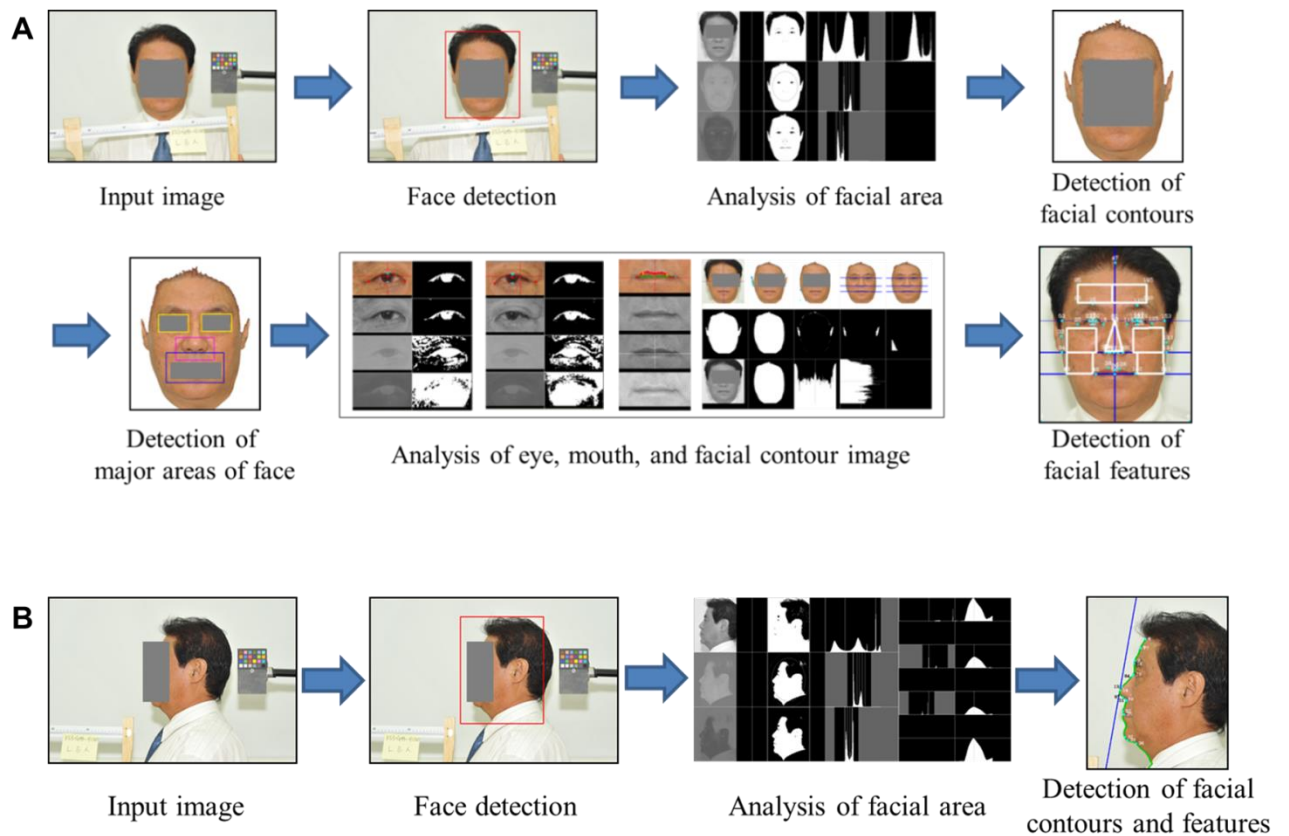 A
Input image
Face detection
Analysis of facial area
Detection of
facial contours
Detection of
major areas of face
Analysis of eye, mouth, and facial contour image
Detection of
facial features
B
Input image
Face detection
Analysis of facial area
Detection of facial
contours and features